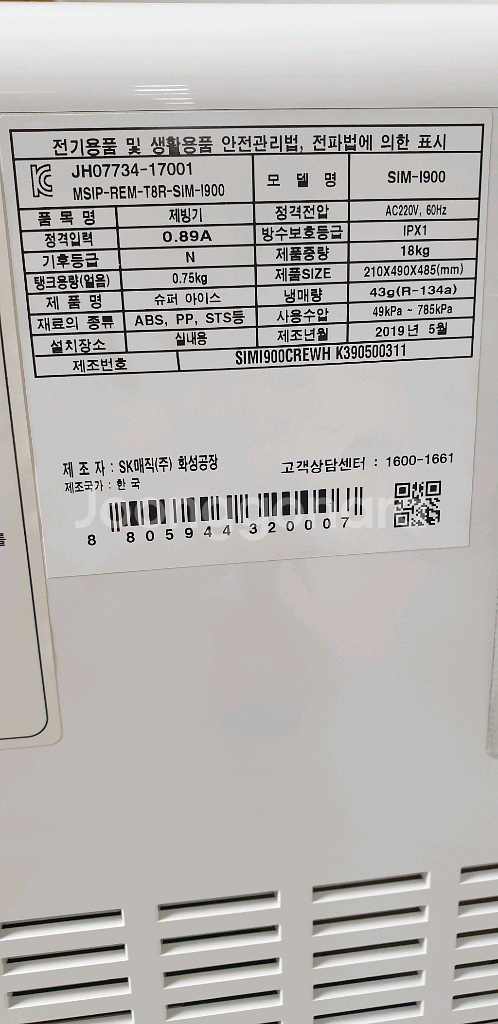 전기용품 및 생활용품 안전관리법, 전파법에 의한 표시
JH07734-17001
MSIP-REM-T8R-SIM-I900
모 델 명 SIM-I900
품 목 명 제빙기 정격전압 AC220V, 60Hz
정격입력 0.89A 방수보호등급 IPX1
기후등급 N 제품중량 18kg
탱크용량(얼음) 0.75kg 제품SIZE 210X490X485(mm)
제 품 명 슈퍼 아이스 냉매량 43g(R-134a)
재료의 종류 ABS, PP, STS등 사용수압 49kPa ~ 785kPa
설치장소 실내용 제조년월 2019년 5월
제조번호 SIMI900CREWH K390500311
제 조 자 : SK매직(주) 화성공장 고객상담센터 : 1600-1661
제조국가 : 한 국
Joonggonara
8 805944 320007
를